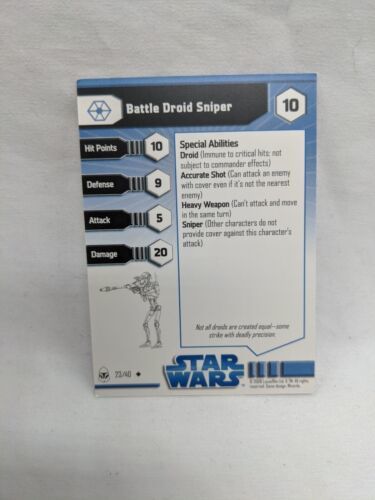 Battle Droid Sniper
10
Hit Points 10
Defense 9
Attack 5
Damage 20
Special Abilities
Droid (Immune to critical hits; not
subject to commander effects)
Accurate Shot (Can attack an enemy
with cover even if it's not the nearest
enemy)
Heavy Weapon (Can't attack and move
in the same turn)
Sniper (Other characters do not
provide cover against this character's
attack)
Not all droids are created equal—some
strike with deadly precision.
STAR
WARS
23/40